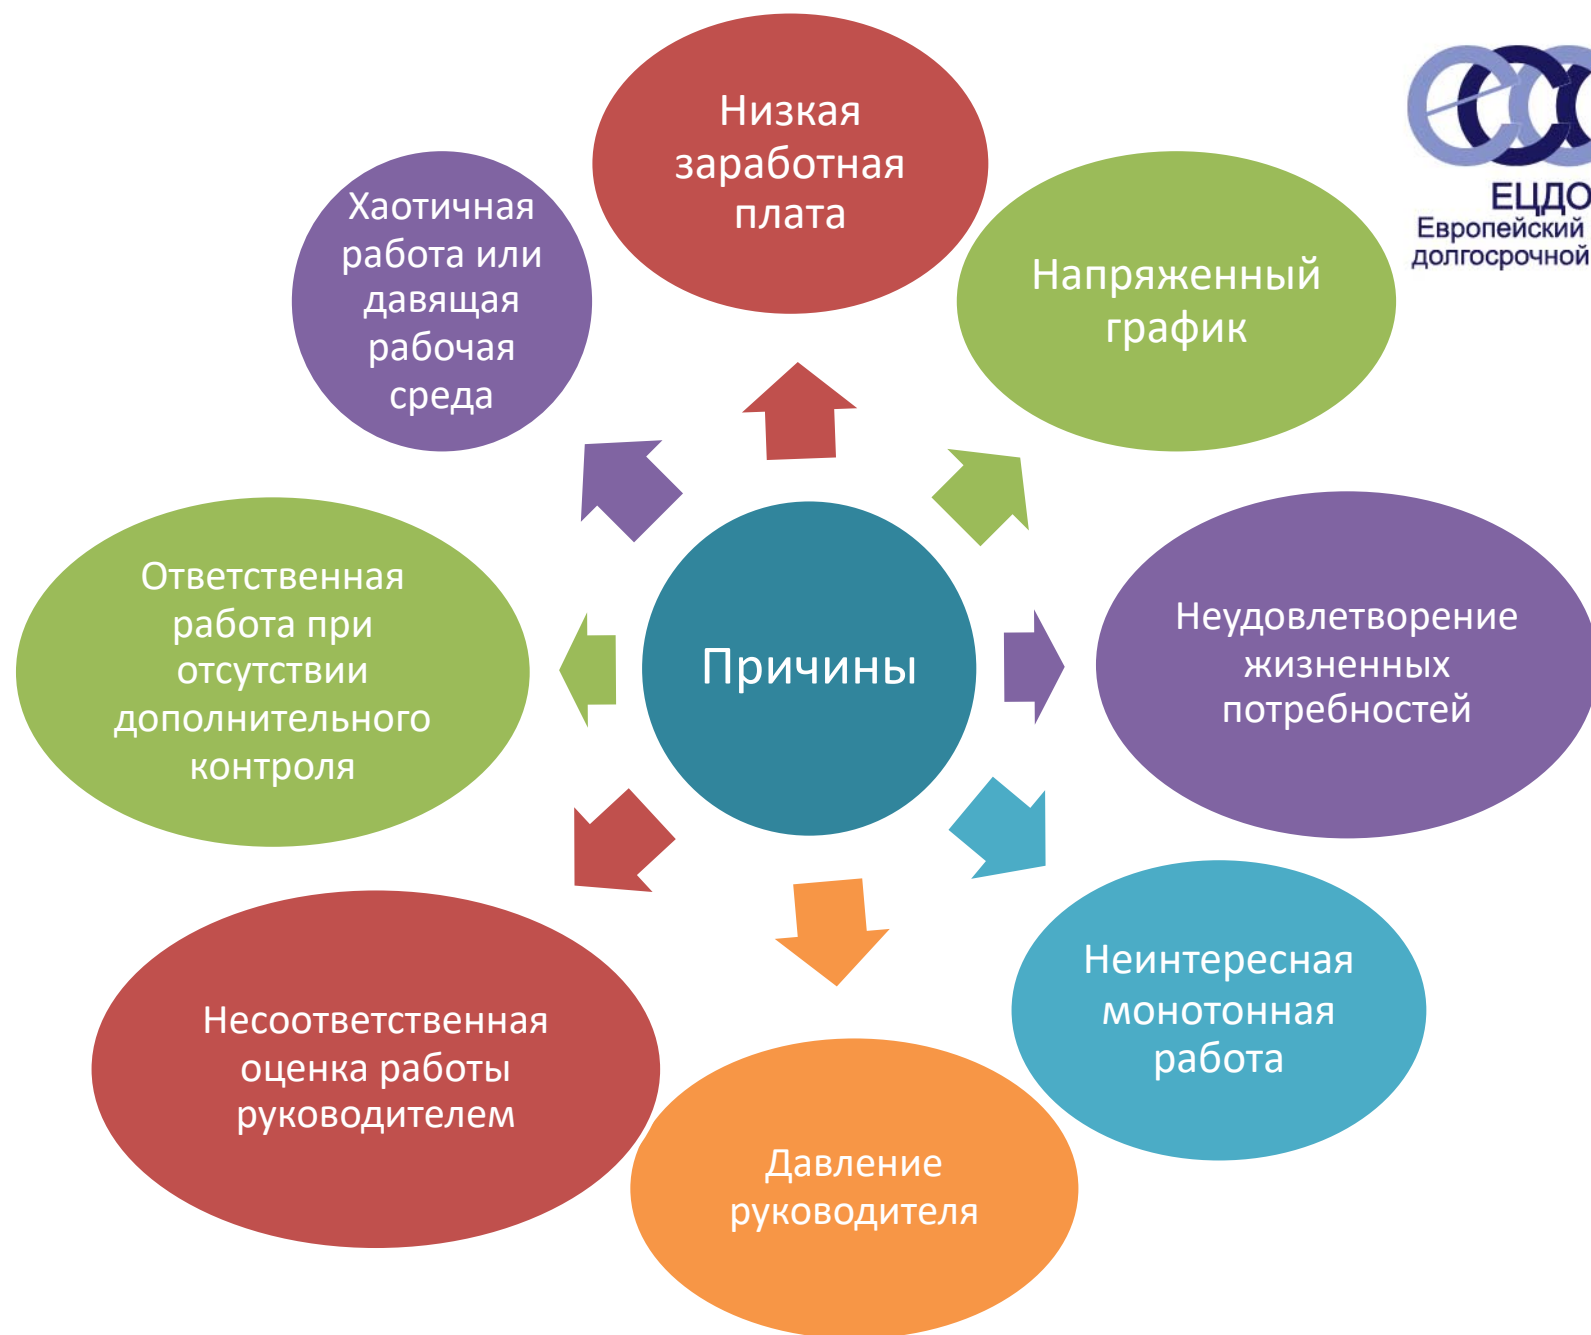 Низкая
заработная
плата
Напряженный
график
Неудовлетворение
жизненных
потребностей
Неинтересная
монотонная
работа
Давление
руководителя
Несоответственная
оценка работы
руководителем
Ответственная
работа при
отсутствии
дополнительного
контроля
Хаотичная
работа или
давящая
рабочая
среда
Причины
ЕЦДО
Европейский
долгосрочной